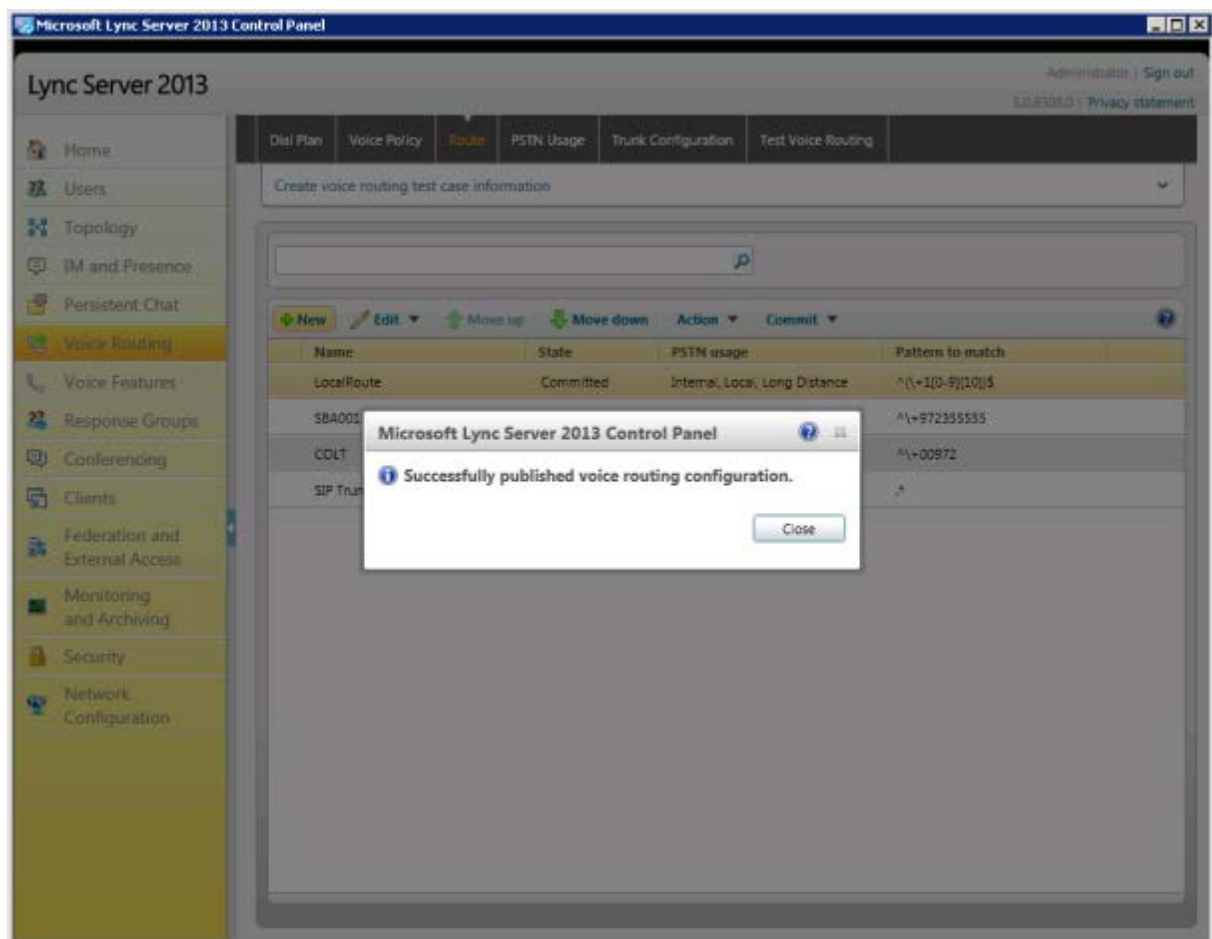 Microsoft Lync Server 2013 Control Panel
Lync Server 2013
Administrator | Sign out
5.0.8308.0 | Privacy statement
Home
Users
Topology
IM and Presence
Persistent Chat
Voice Routing
Voice Features
Response Groups
Conferencing
Clients
Federation and
External Access
Monitoring
and Archiving
Security
Network
Configuration
Dial Plan Voice Policy Route PSTN Usage Trunk Configuration Test Voice Routing
Create voice routing test case information
New Edit Move up Move down Action Commit
Name State PSTN usage Pattern to match
LocalRoute Committed Internal, Local, Long Distance ^(\+1[0-9]{10})$
SBA001 ^\+972355555
COLT ^\+00972
SIP Trun .*
Microsoft Lync Server 2013 Control Panel
Successfully published voice routing configuration.
Close